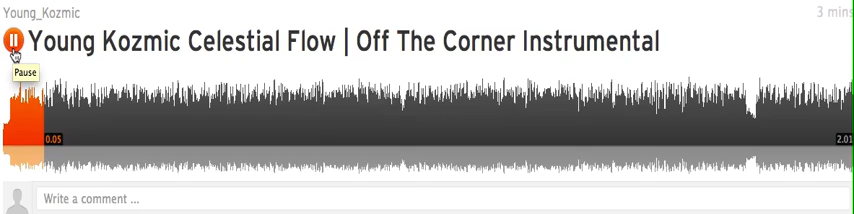 Young_Kozmic
3 mins
Young Kozmic Celestial Flow | Off The Corner Instrumental
Pause
0.05
2.01
Write a comment ...